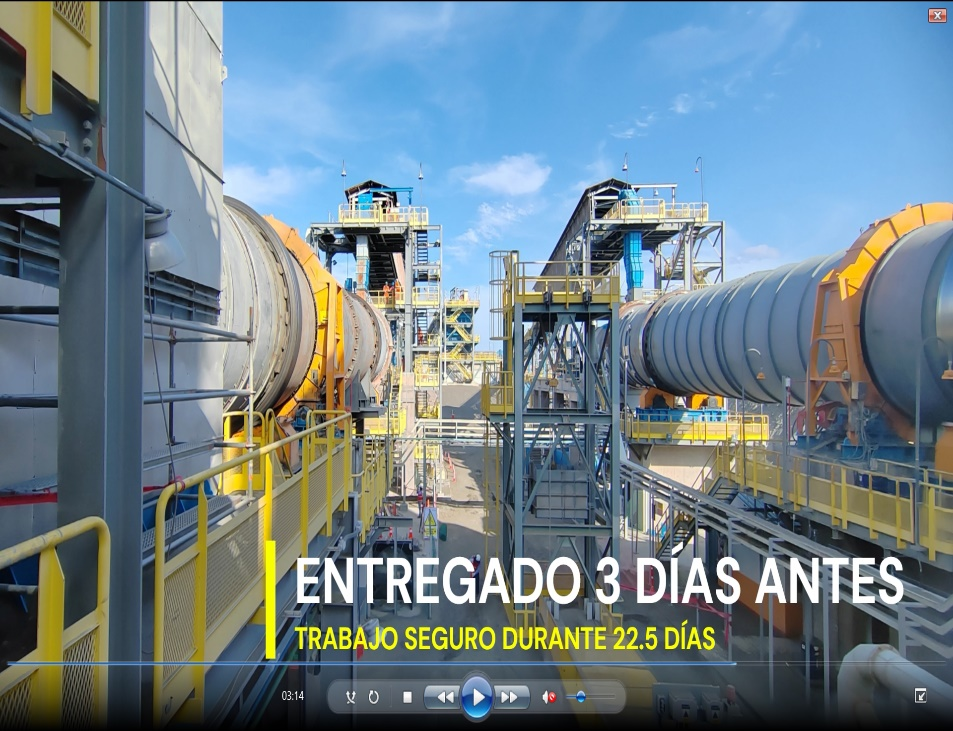 ENTREGADO 3 DÍAS ANTES
TRABAJO SEGURO DURANTE 22.5 DÍAS
03:14